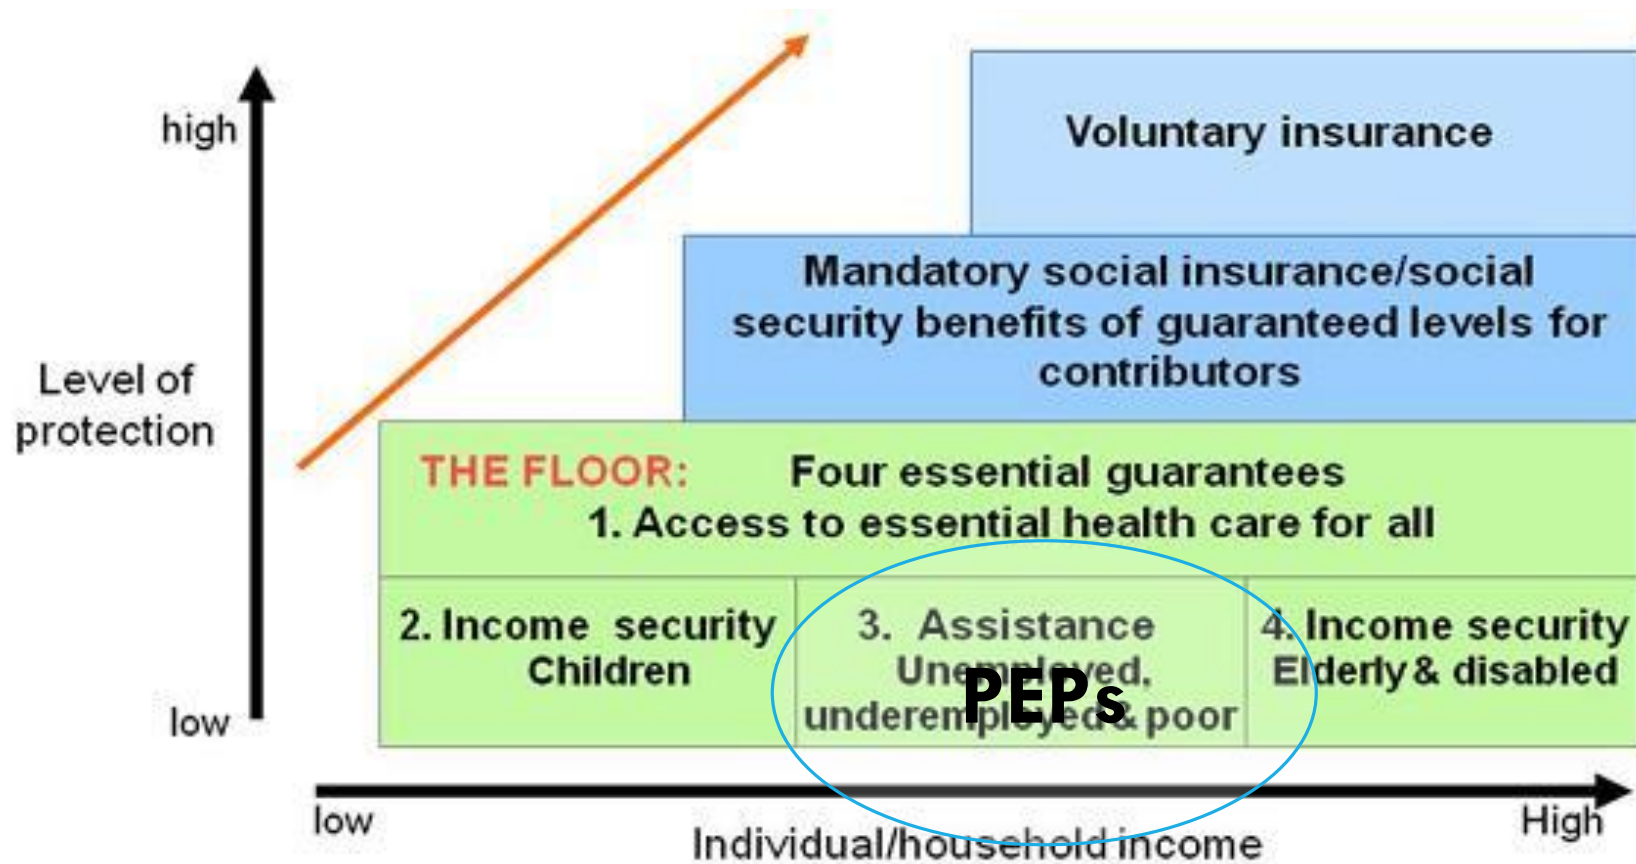 high
Voluntary insurance
Mandatory social insurance/social
security benefits of guaranteed levels for
contributors
Level of
protection
THE FLOOR: Four essential guarantees
1. Access to essential health care for all
2. Income security
Children
3. Assistance
Unemployed,
underemployed & poor
PEPs
4. Income security
Elderly & disabled
low
low
High
Individual/household income